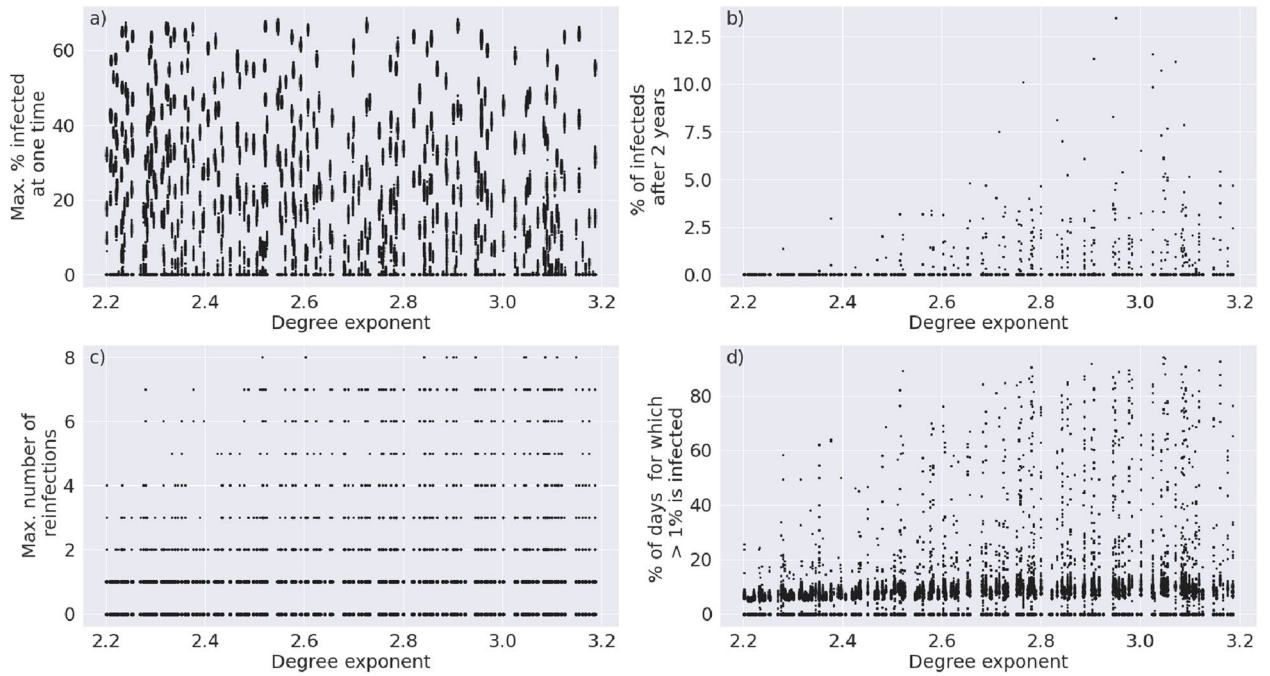 a)
Max. % infected
at one time
60
40
20
0
2.2 2.4 2.6 2.8 3.0 3.2
Degree exponent
b)
% of infecteds
after 2 years
12.5
10.0
7.5
5.0
2.5
0.0
2.2 2.4 2.6 2.8 3.0 3.2
Degree exponent
c)
Max. number of
reinfections
8
6
4
2
0
2.2 2.4 2.6 2.8 3.0 3.2
Degree exponent
d)
% of days for which
> 1% is infected
80
60
40
20
0
2.2 2.4 2.6 2.8 3.0 3.2
Degree exponent